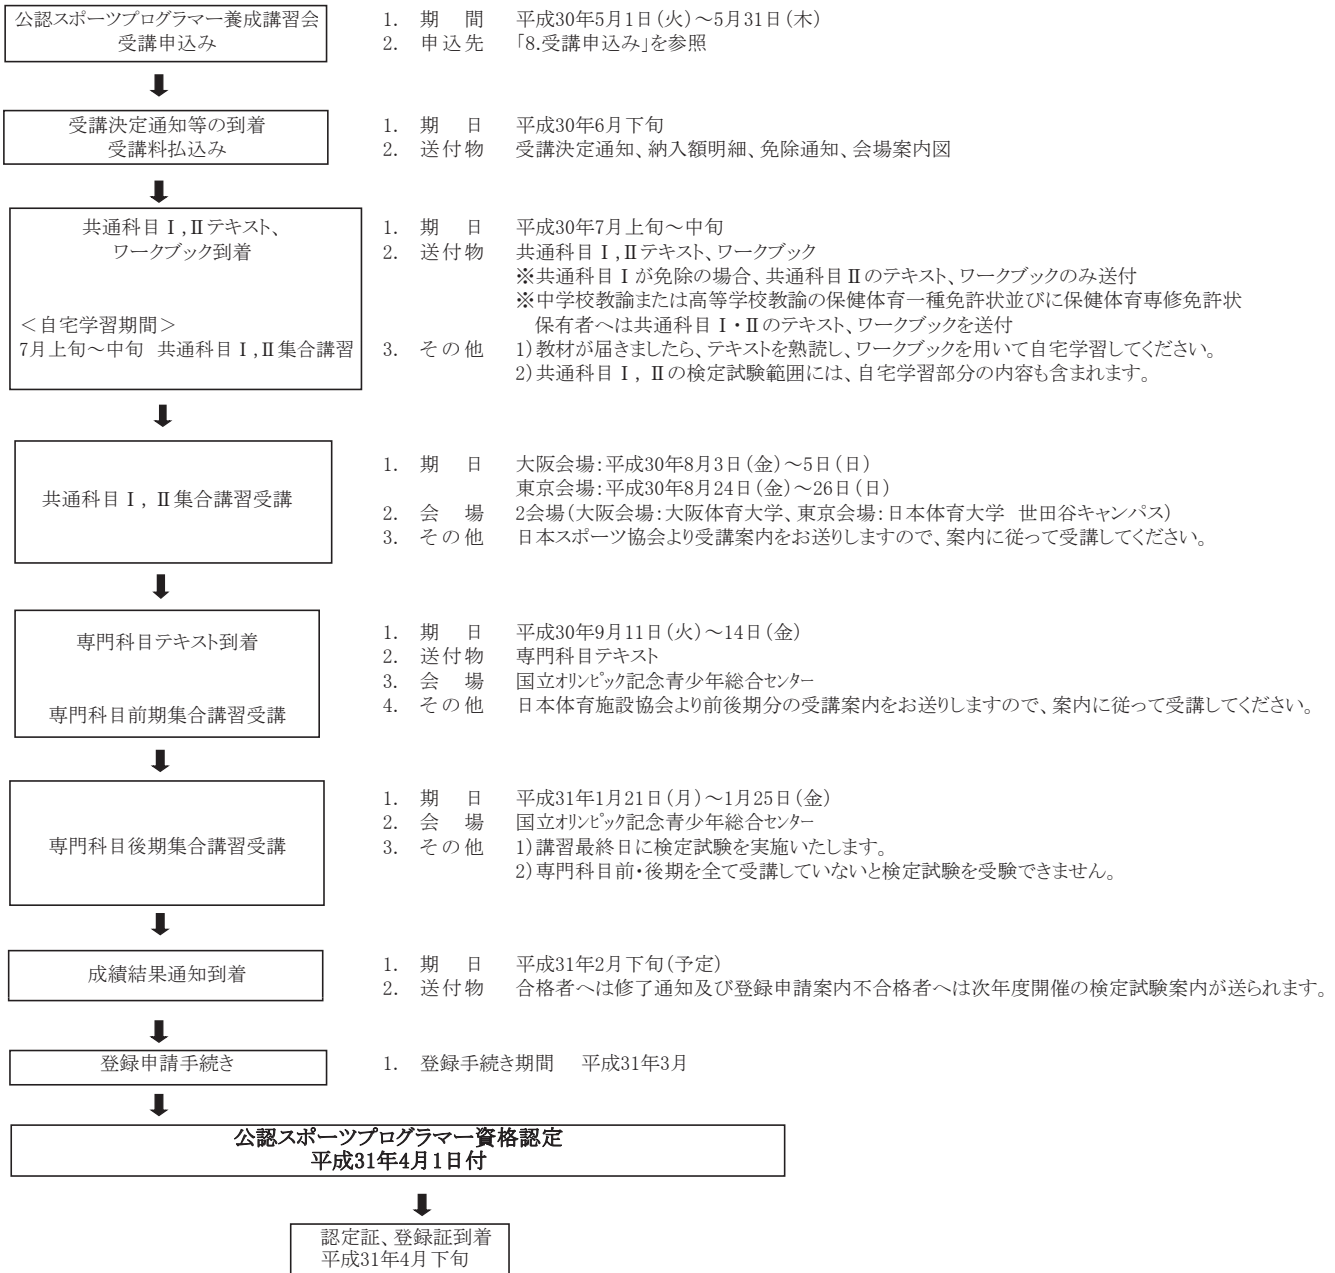 公認スポーツプログラマー養成講習会
受講申込み
1. 期　間　平成30年5月1日(火)～5月31日(木)
2. 申込先　「8.受講申込み」を参照
受講決定通知等の到着
受講料払込み
1. 期　日　平成30年6月下旬
2. 送付物　受講決定通知、納入額明細、免除通知、会場案内図
共通科目Ⅰ,Ⅱテキスト、
ワークブック到着
＜自宅学習期間＞
7月上旬～中旬 共通科目Ⅰ,Ⅱ集合講習
1. 期　日　平成30年7月上旬～中旬
2. 送付物　共通科目Ⅰ,Ⅱテキスト、ワークブック
※共通科目Ⅰが免除の場合、共通科目Ⅱのテキスト、ワークブックのみ送付
※中学校教諭または高等学校教諭の保健体育一種免許状並びに保健体育専修免許状
保有者へは共通科目Ⅰ・Ⅱのテキスト、ワークブックを送付
3. その他　1)教材が届きましたら、テキストを熟読し、ワークブックを用いて自宅学習してください。
2)共通科目Ⅰ, Ⅱの検定試験範囲には、自宅学習部分の内容も含まれます。
共通科目Ⅰ, Ⅱ集合講習受講
1. 期　日　大阪会場:平成30年8月3日(金)～5日(日)
東京会場:平成30年8月24日(金)～26日(日)
2. 会　場　2会場(大阪会場:大阪体育大学、東京会場:日本体育大学　世田谷キャンパス)
3. その他　日本スポーツ協会より受講案内をお送りしますので、案内に従って受講してください。
専門科目テキスト到着
専門科目前期集合講習受講
1. 期　日　平成30年9月11日(火)～14日(金)
2. 送付物　専門科目テキスト
3. 会　場　国立オリンピック記念青少年総合センター
4. その他　日本体育施設協会より前後期分の受講案内をお送りしますので、案内に従って受講してください。
専門科目後期集合講習受講
1. 期　日　平成31年1月21日(月)～1月25日(金)
2. 会　場　国立オリンピック記念青少年総合センター
3. その他　1)講習最終日に検定試験を実施いたします。
2)専門科目前・後期を全て受講していないと検定試験を受験できません。
成績結果通知到着
1. 期　日　平成31年2月下旬(予定)
2. 送付物　合格者へは修了通知及び登録申請案内不合格者へは次年度開催の検定試験案内が送られます。
登録申請手続き
1. 登録手続き期間　平成31年3月
公認スポーツプログラマー資格認定
平成31年4月1日付
認定証、登録証到着
平成31年4月下旬